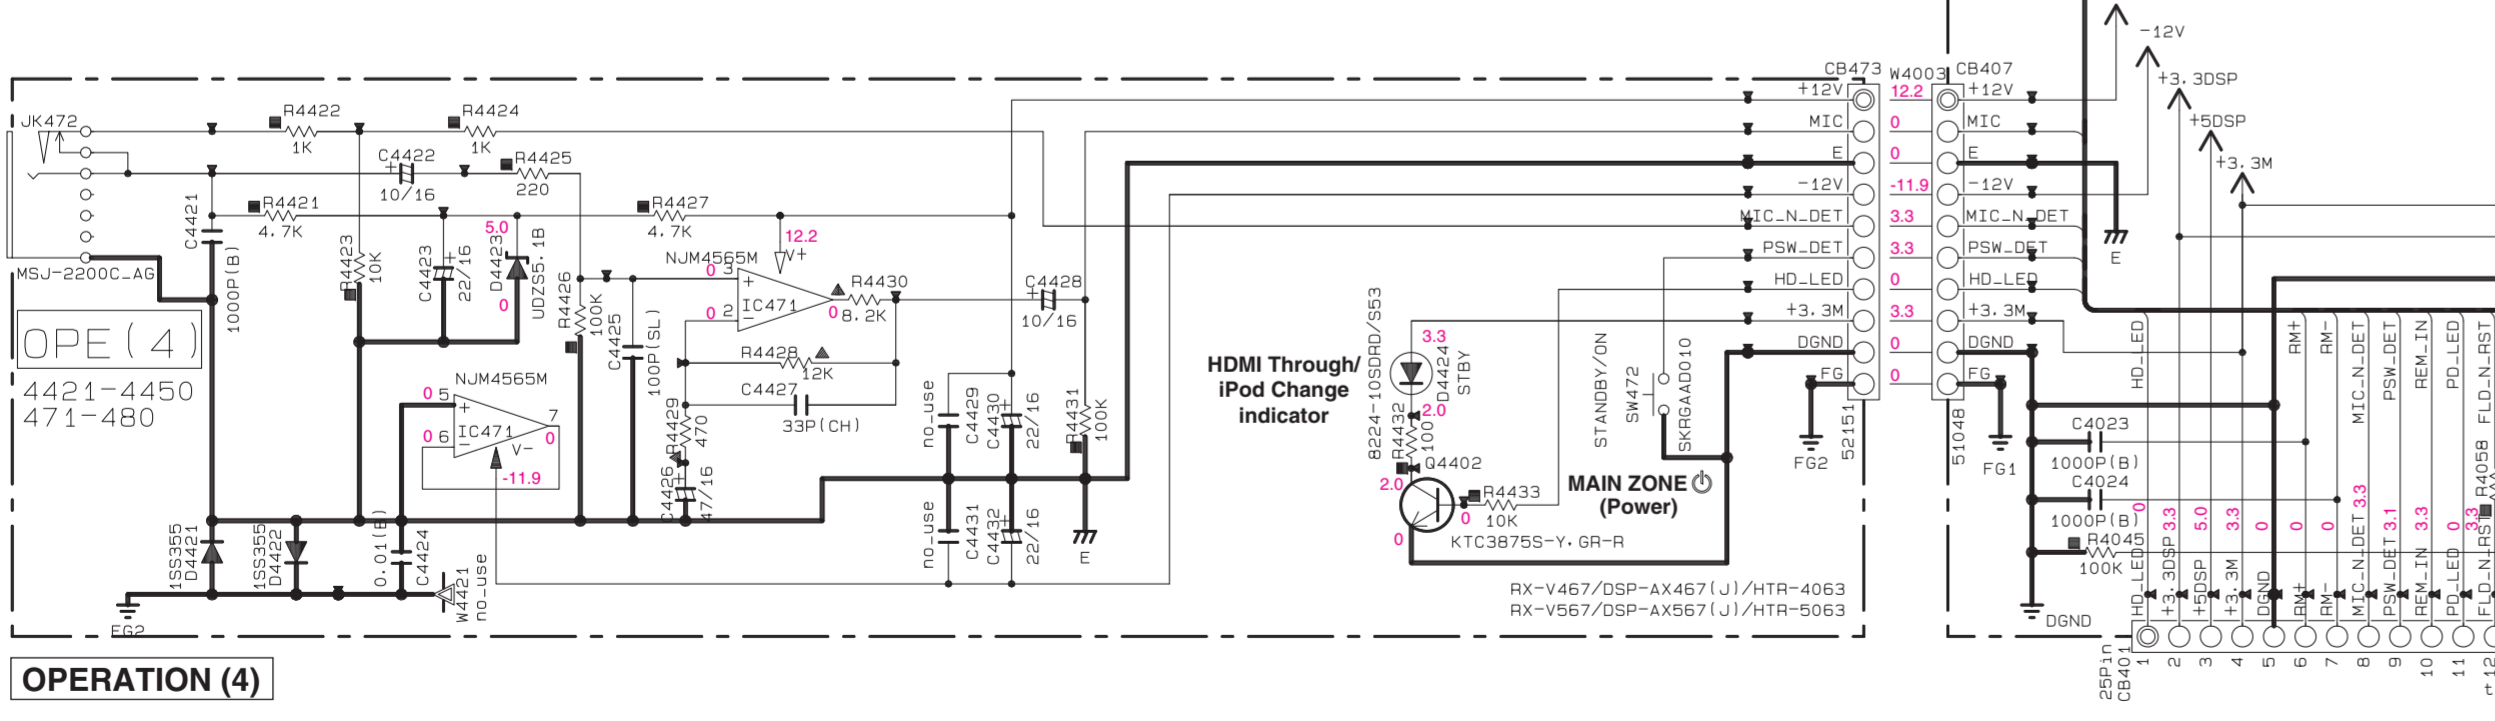 JK472
MSJ-2200C_AG
OPE(4)
4421-4450
471-480
R4422
1K
R4424
1K
C4422
+
10/16
R4425
220
C4421
1000P(B)
R4421
4.7K
R4423
10K
C4423
+
22/16
5.0
D4423
0
UDZS5.1B
R4427
4.7K
12.2
V+
NJM4565M
0 3
+
0 2
-
IC471
0
R4430
8.2K
R4426
100K
C4425
100P(SL)
R4428
12K
C4427
33P(CH)
R4429
470
C4426
+
47/16
NJM4565M
0 5
+
0 6
-
IC471
7
0
V-
-11.9
1SS355
D4421
1SS355
D4422
0.01(B)
C4424
W4421
no_use
FG2
C4428
+
10/16
no_use
C4429
C4430
+
22/16
no_use
C4431
C4432
+
22/16
R4431
100K
E
HDMI Through/
iPod Change
indicator
8224-10SDRD/S53
3.3
D4424
STBY
2.0
R4432
100
2.0
Q4402
0
0
R4433
10K
KTC3875S-Y,GR-R
STANDBY/ON
SW472
SKRGAAD010
MAIN ZONE
(Power)
RX-V467/DSP-AX467(J)/HTR-4063
RX-V567/DSP-AX567(J)/HTR-5063
CB473 W4003 CB407
+12V 12.2 +12V
MIC 0 MIC
E 0 E
-12V -11.9 -12V
MIC_N_DET 3.3 MIC_N_DET
PSW_DET 3.3 PSW_DET
HD_LED 0 HD_LED
+3.3M 3.3 +3.3M
DGND 0 DGND
FG 0 FG
52151
51048
FG2
FG1
-12V
+3.3DSP
+5DSP
+3.3M
E
C4023
1000P(B)
C4024
1000P(B)
R4045
100K
DGND
HD_LED
RM+
RM-
MIC_N_DET
PSW_DET
REM_IN
PD_LED
FLD_N_RST
R4058
HD_LED 0
+3.3DSP 3.3
+5DSP 5.0
+3.3M 3.3
DGND 0
RM+ 0
RM- 0
MIC_N_DET 3.3
PSW_DET 3.1
REM_IN 3.3
PD_LED 0
FLD_N_RST 3.3
25Pin
CB401
1 2 3 4 5 6 7 8 9 10 11 12
OPERATION (4)